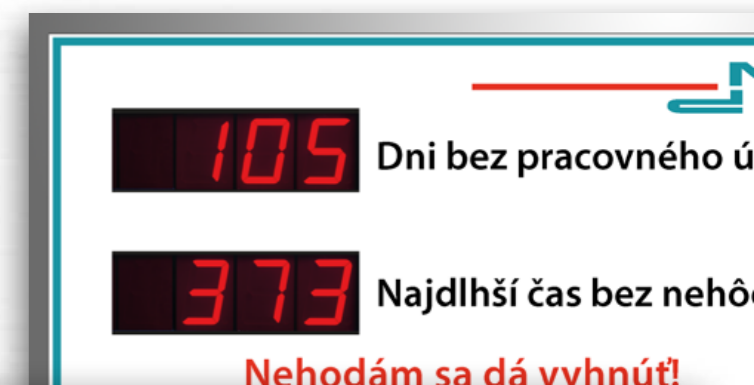 105
Dni bez pracovného
373
Najdlhší čas bez
Nehodám sa dá vyhnúť!